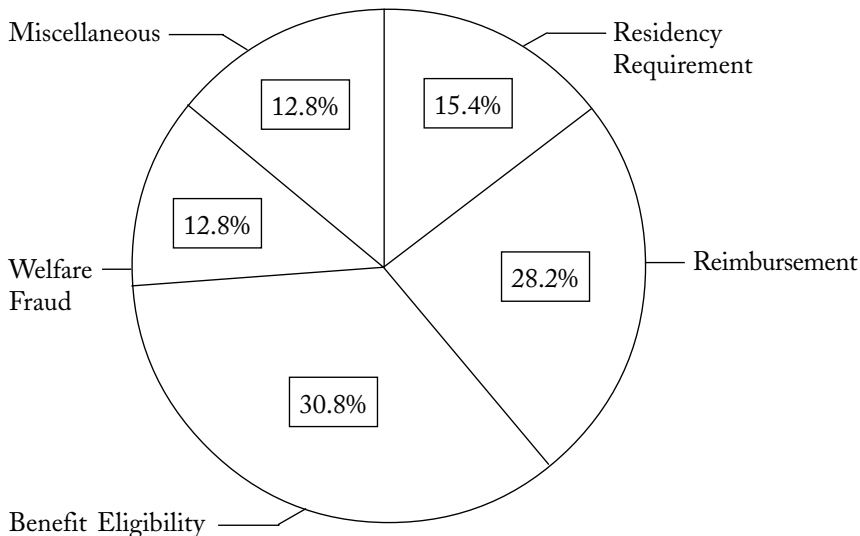 Miscellaneous
Residency
Requirement
12.8%
15.4%
12.8%
Welfare
Fraud
28.2%
Reimbursement
30.8%
Benefit Eligibility